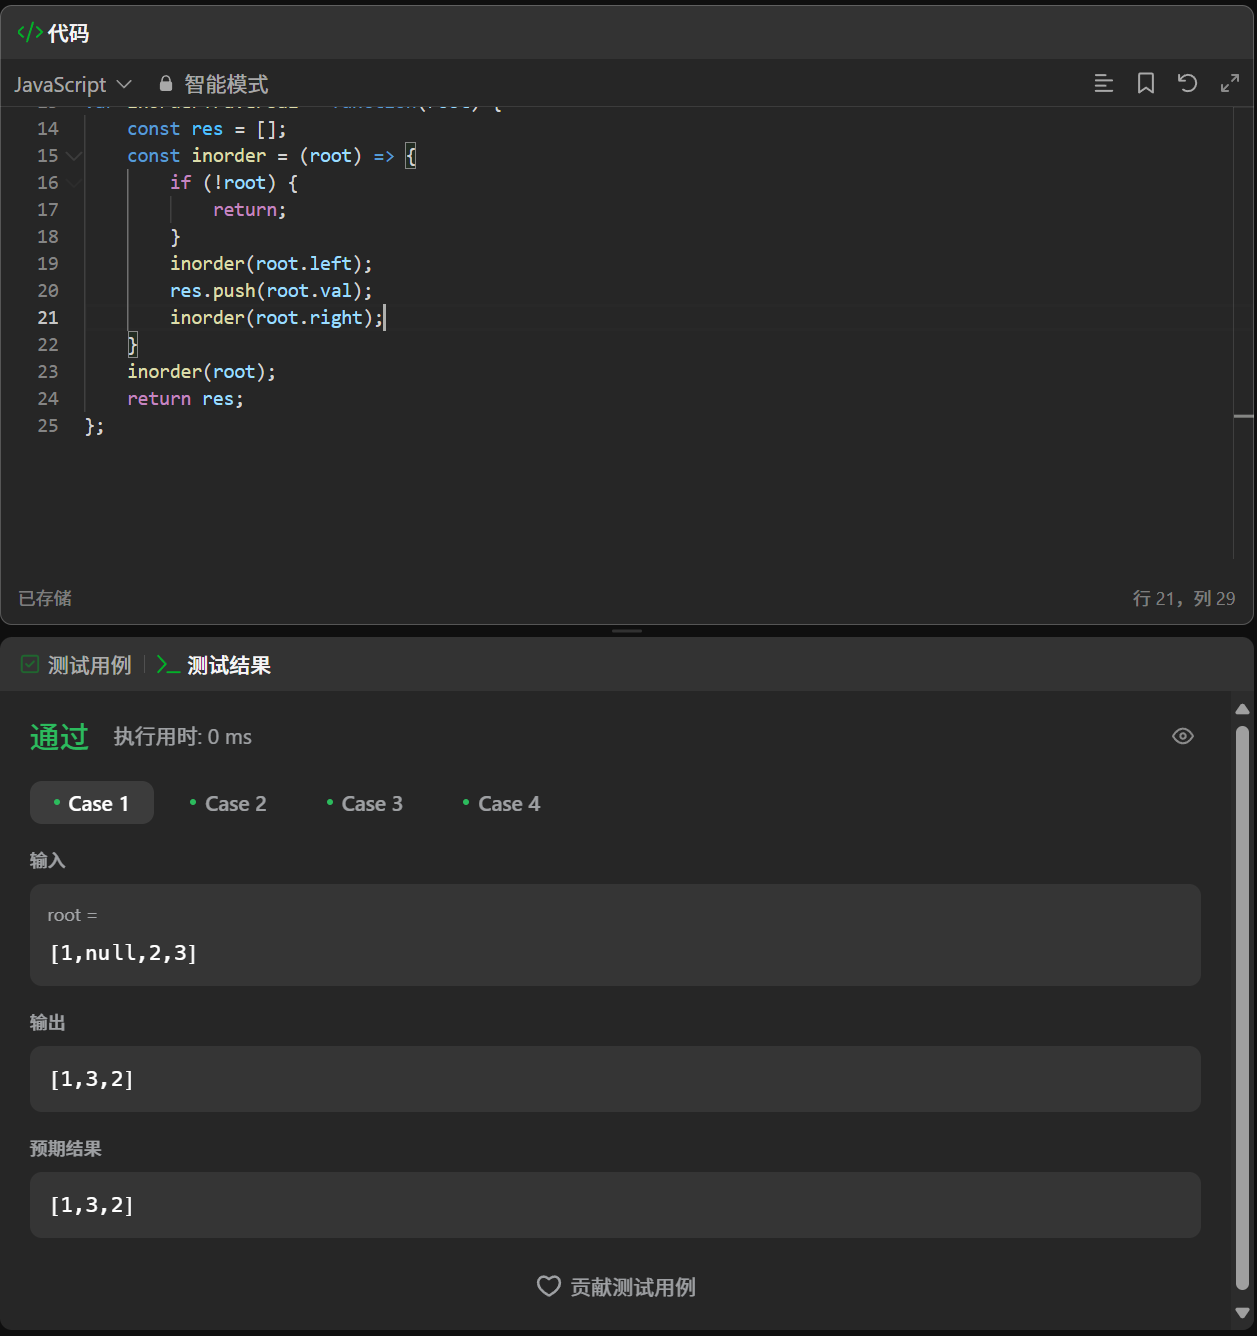 </> 代码
JavaScript 智能模式
14 const res = [];
15 const inorder = (root) => {
16 if (!root) {
17 return;
18 }
19 inorder(root.left);
20 res.push(root.val);
21 inorder(root.right);
22 }
23 inorder(root);
24 return res;
25 };
已存储 行 21，列 29
测试用例 >_ 测试结果
通过 执行用时: 0 ms
Case 1 Case 2 Case 3 Case 4
输入
root =
[1,null,2,3]
输出
[1,3,2]
预期结果
[1,3,2]
贡献测试用例